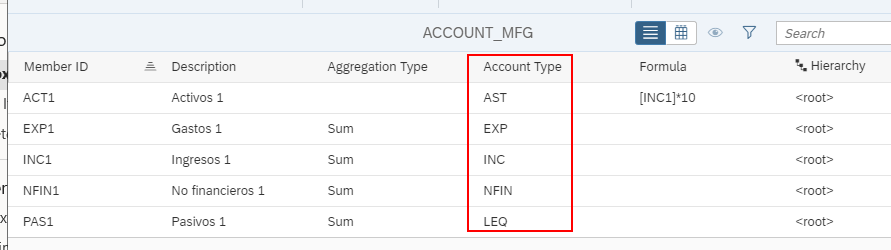 ACCOUNT_MFG
Search
Member ID Description Aggregation Type Account Type Formula Hierarchy
ACT1 Activos 1 AST [INC1]*10 <root>
EXP1 Gastos 1 Sum EXP <root>
INC1 Ingresos 1 Sum INC <root>
NFIN1 No financieros 1 Sum NFIN <root>
PAS1 Pasivos 1 Sum LEQ <root>